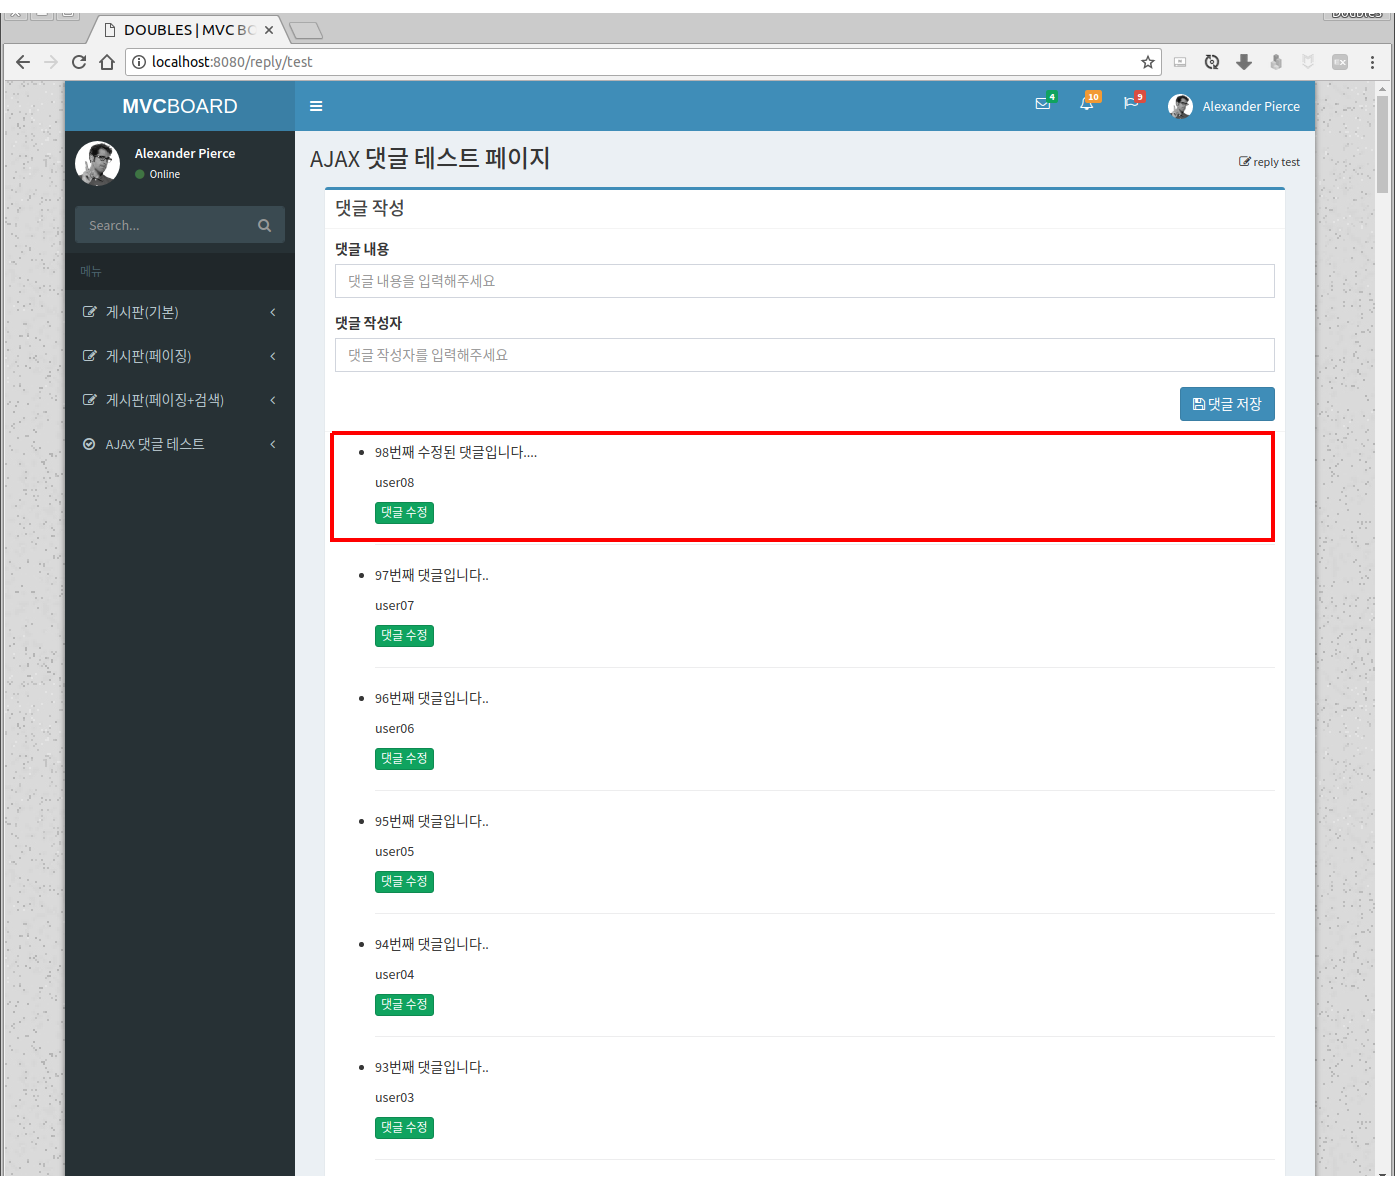 DOUBLES | MVC BO
localhost:8080/reply/test
MVCBOARD
4
10
9
Alexander Pierce
Alexander Pierce
Online
Search...
메뉴
게시판(기본)
게시판(페이징)
게시판(페이징+검색)
AJAX 댓글 테스트
AJAX 댓글 테스트 페이지
reply test
댓글 작성
댓글 내용
댓글 내용을 입력해주세요
댓글 작성자
댓글 작성자를 입력해주세요
댓글 저장
98번째 수정된 댓글입니다....
user08
댓글 수정
97번째 댓글입니다..
user07
댓글 수정
96번째 댓글입니다..
user06
댓글 수정
95번째 댓글입니다..
user05
댓글 수정
94번째 댓글입니다..
user04
댓글 수정
93번째 댓글입니다..
user03
댓글 수정